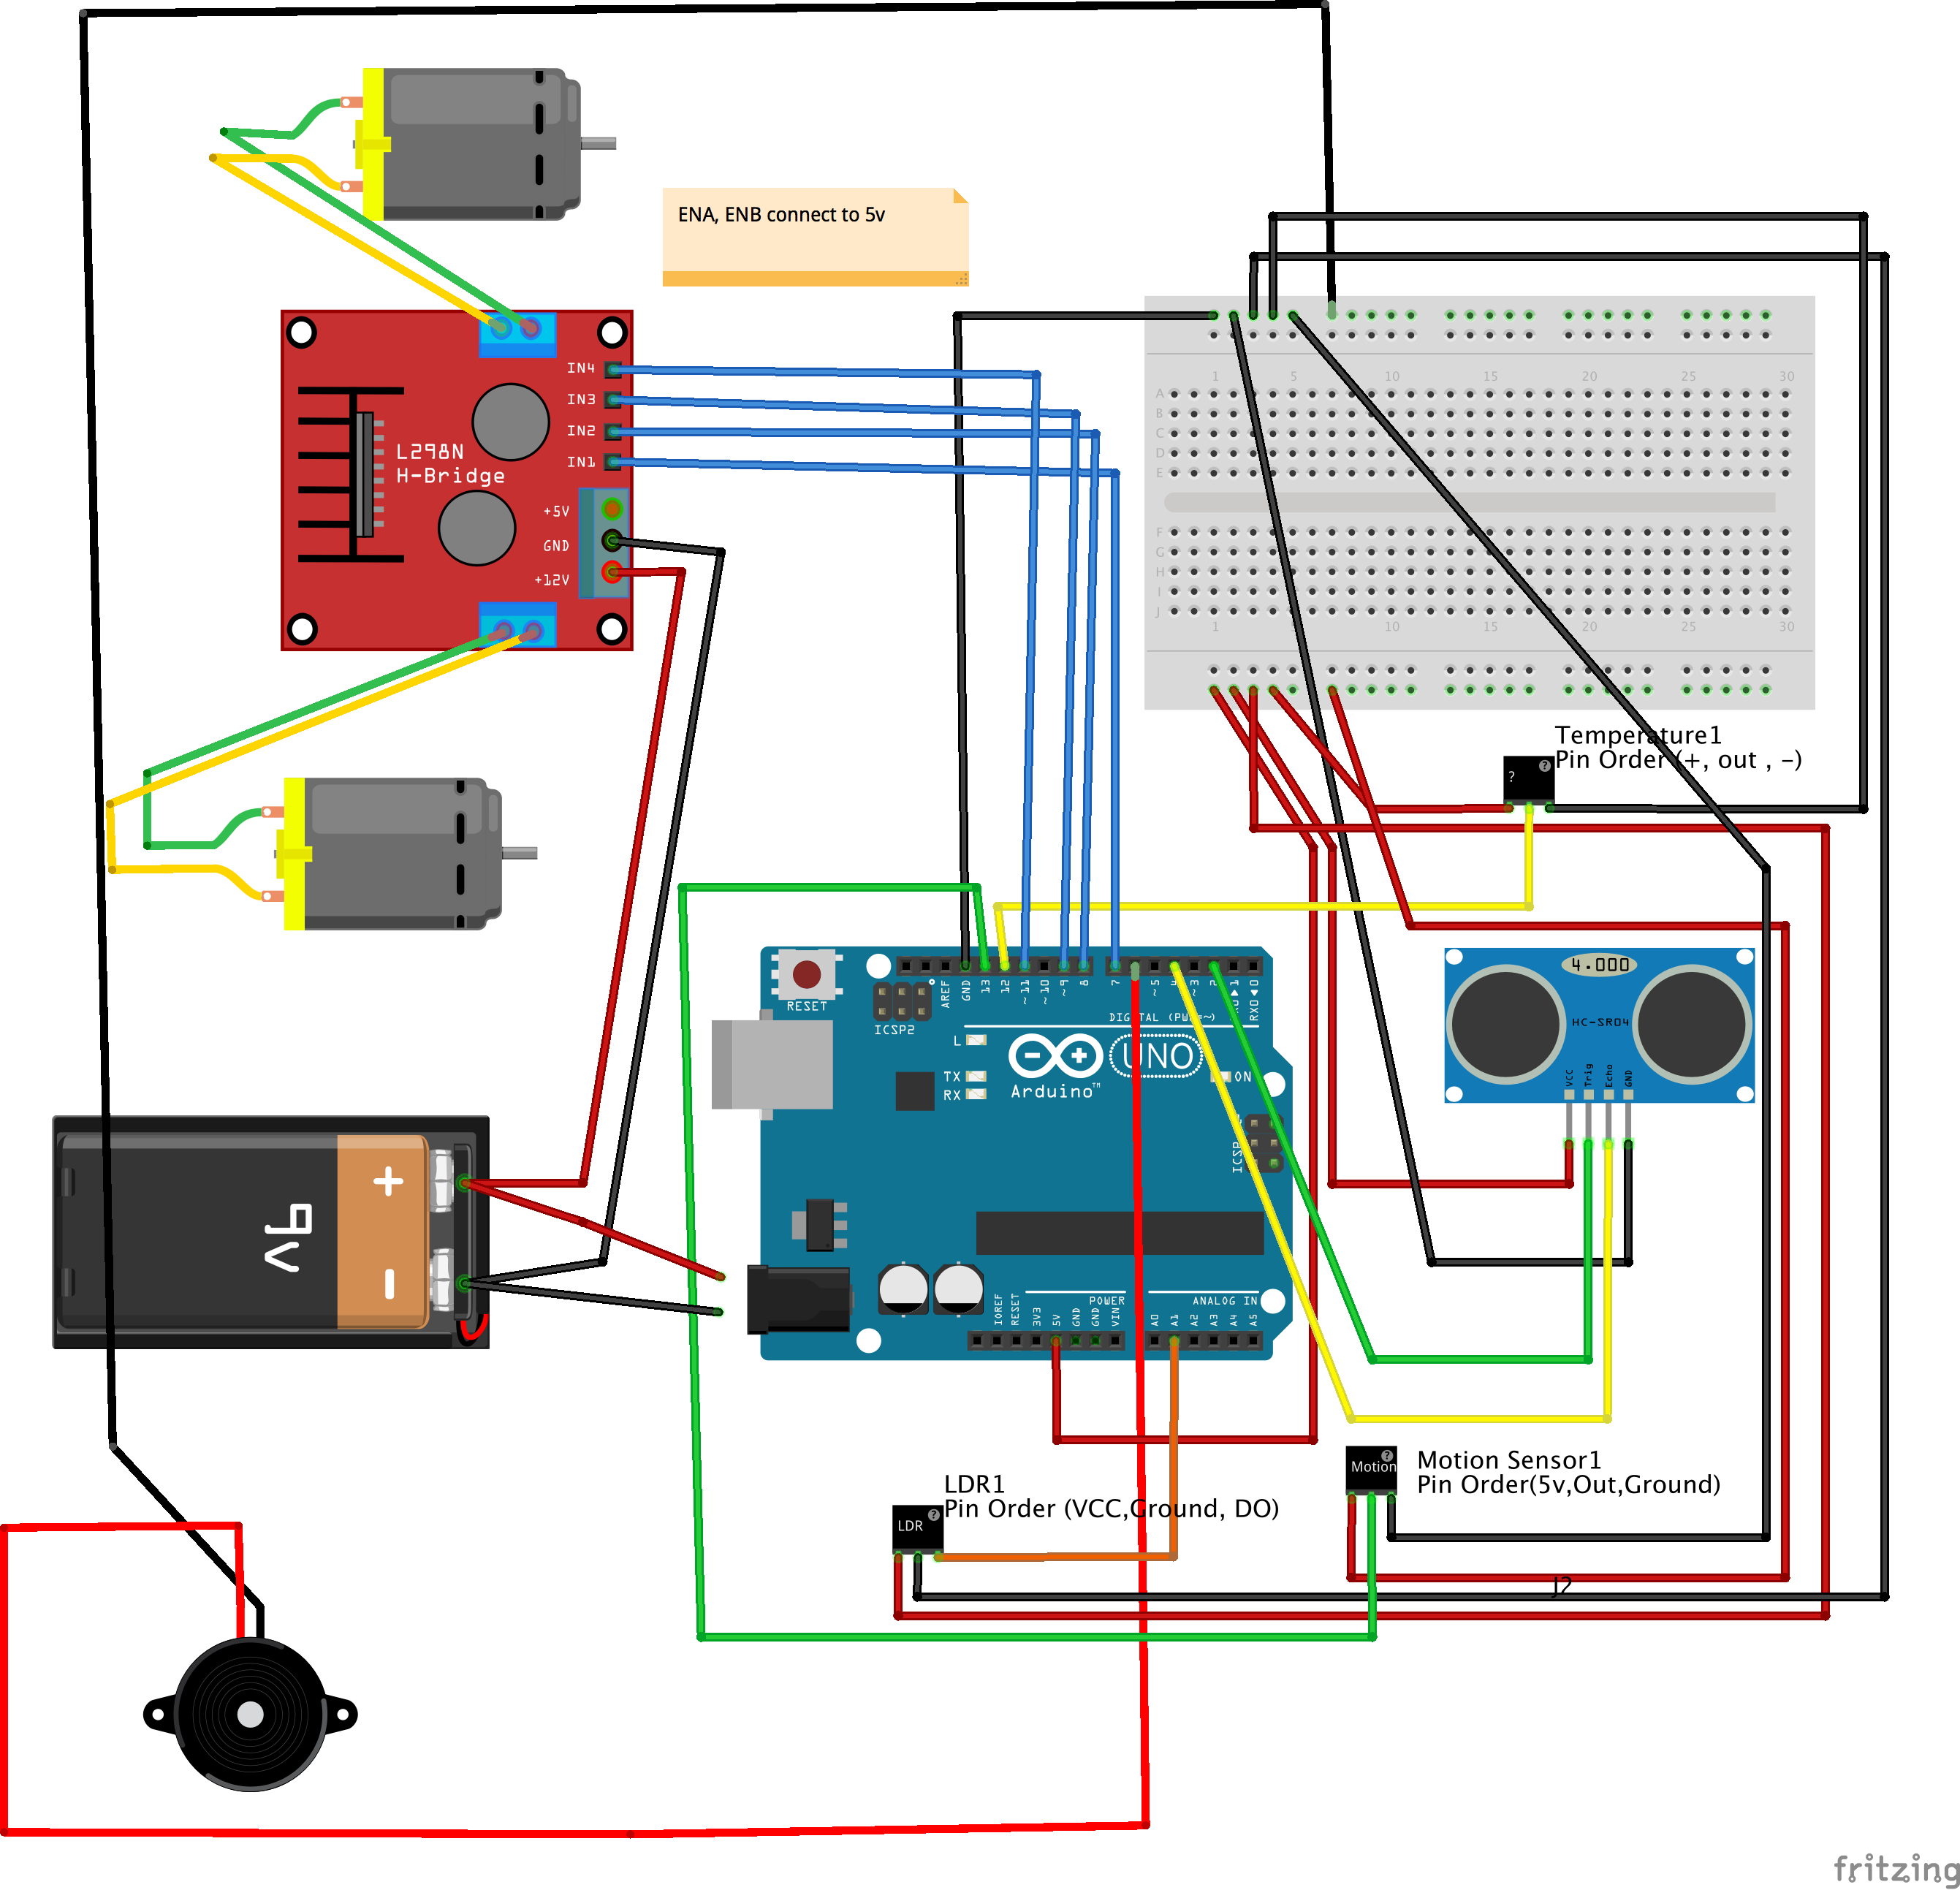 ENA, ENB connect to 5v
IN4
IN3
IN2
IN1
L298N
H-Bridge
+5V
GND
+12V
1 5 10 15 20 25 30
A
B
C
D
E
F
G
H
I
J
1 10 15 20 25 30
Temperature1
Pin Order (+, out , -)
?
?
RESET
ICSP2
AREF
GND
13
12
~11
~10
~9
8
7
~5
4
~3
2
1
RX0 ◀ 0
DIGITAL (PWM=~)
L
TX
RX
UNO
Arduino™
ON
4.000
HC-SR04
VCC
Trig
Echo
GND
+
9V
-
IOREF
RESET
3V3
5V
GND
GND
VIN
POWER
A0
A1
A2
A3
A4
A5
ANALOG IN
Motion
?
Motion Sensor1
Pin Order(5v,Out,Ground)
LDR1
Pin Order (VCC,Ground, DO)
LDR
?
J2
fritzing